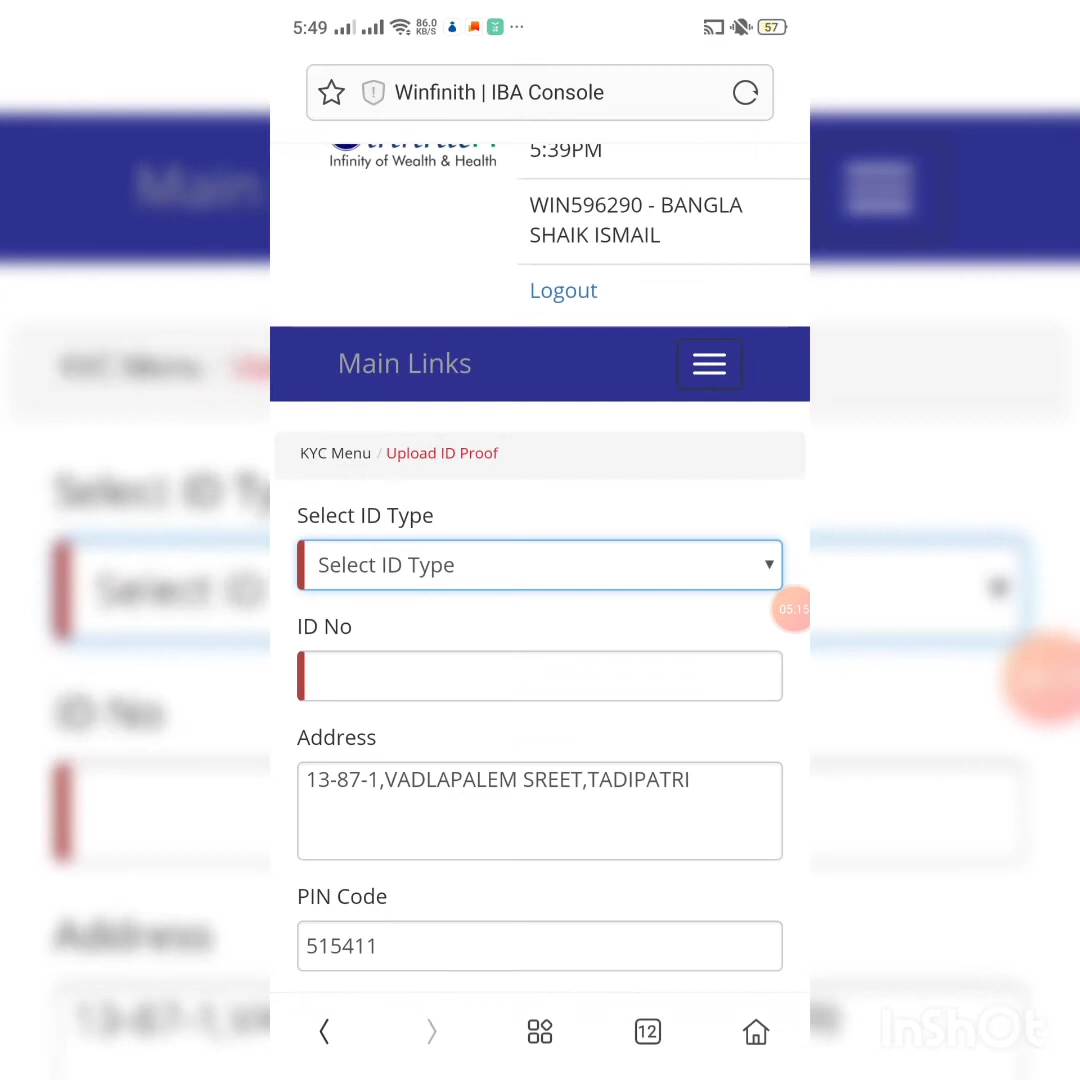 5:49 86.0 KB/S ... 57
Winfinith | IBA Console
Infinity of Wealth & Health
5:39PM
WIN596290 - BANGLA
SHAIK ISMAIL
Logout
Main Links
KYC Menu / Upload ID Proof
Select ID Type
Select ID Type
05:15
ID No
Address
13-87-1,VADLAPALEM SREET,TADIPATRI
PIN Code
515411
12
InShOt